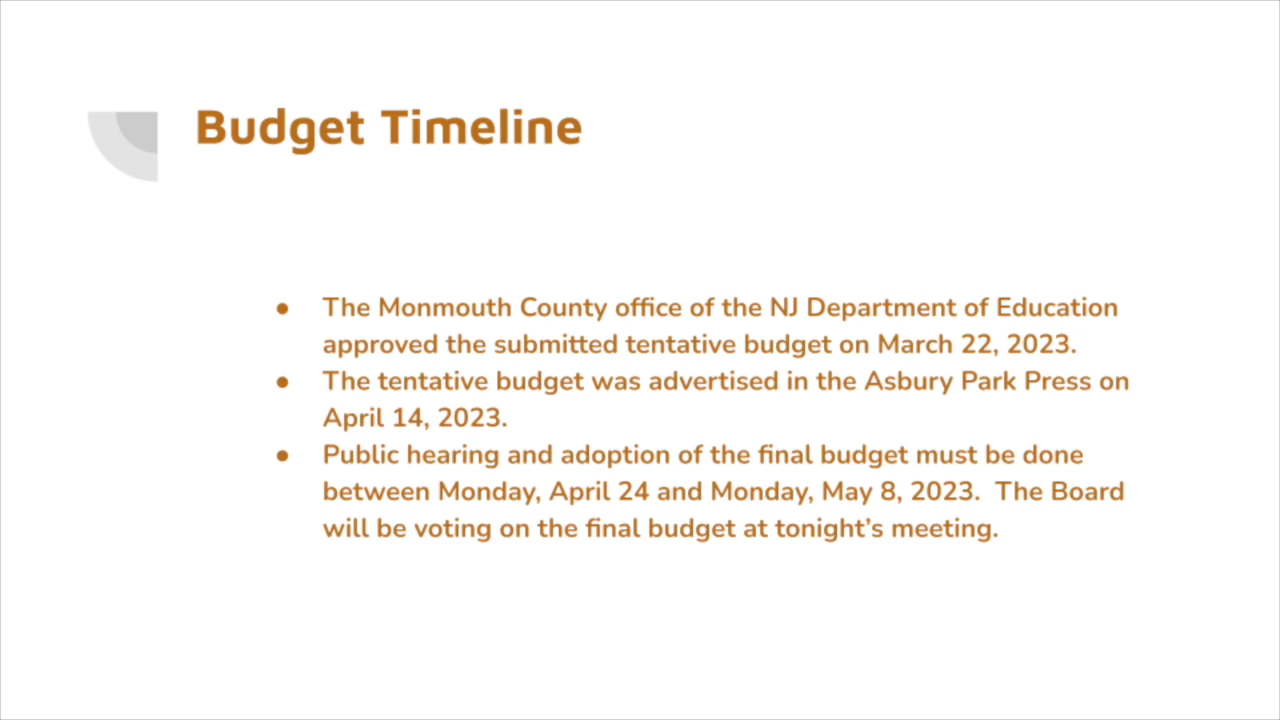 Budget Timeline
● The Monmouth County office of the NJ Department of Education
approved the submitted tentative budget on March 22, 2023.
● The tentative budget was advertised in the Asbury Park Press on
April 14, 2023.
● Public hearing and adoption of the final budget must be done
between Monday, April 24 and Monday, May 8, 2023.  The Board
will be voting on the final budget at tonight’s meeting.